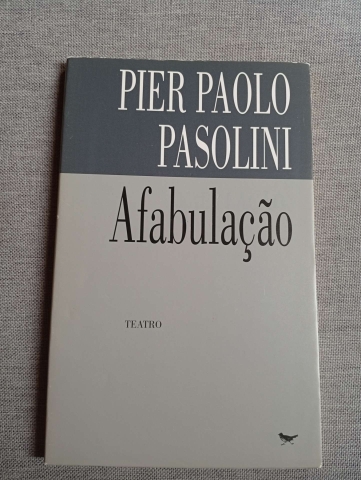 PIER PAOLO
PASOLINI
Afabulação
TEATRO